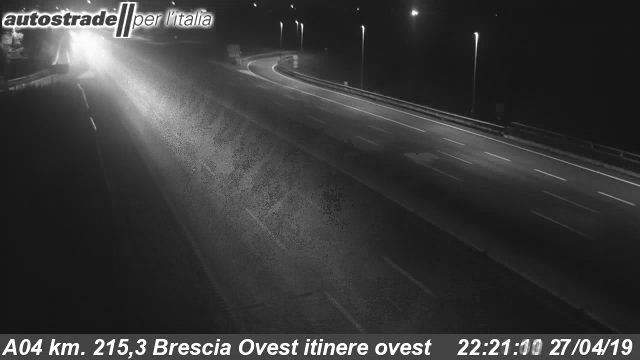 autostrade//per l'italia
A04 km. 215,3 Brescia Ovest itinere ovest 27/04/19